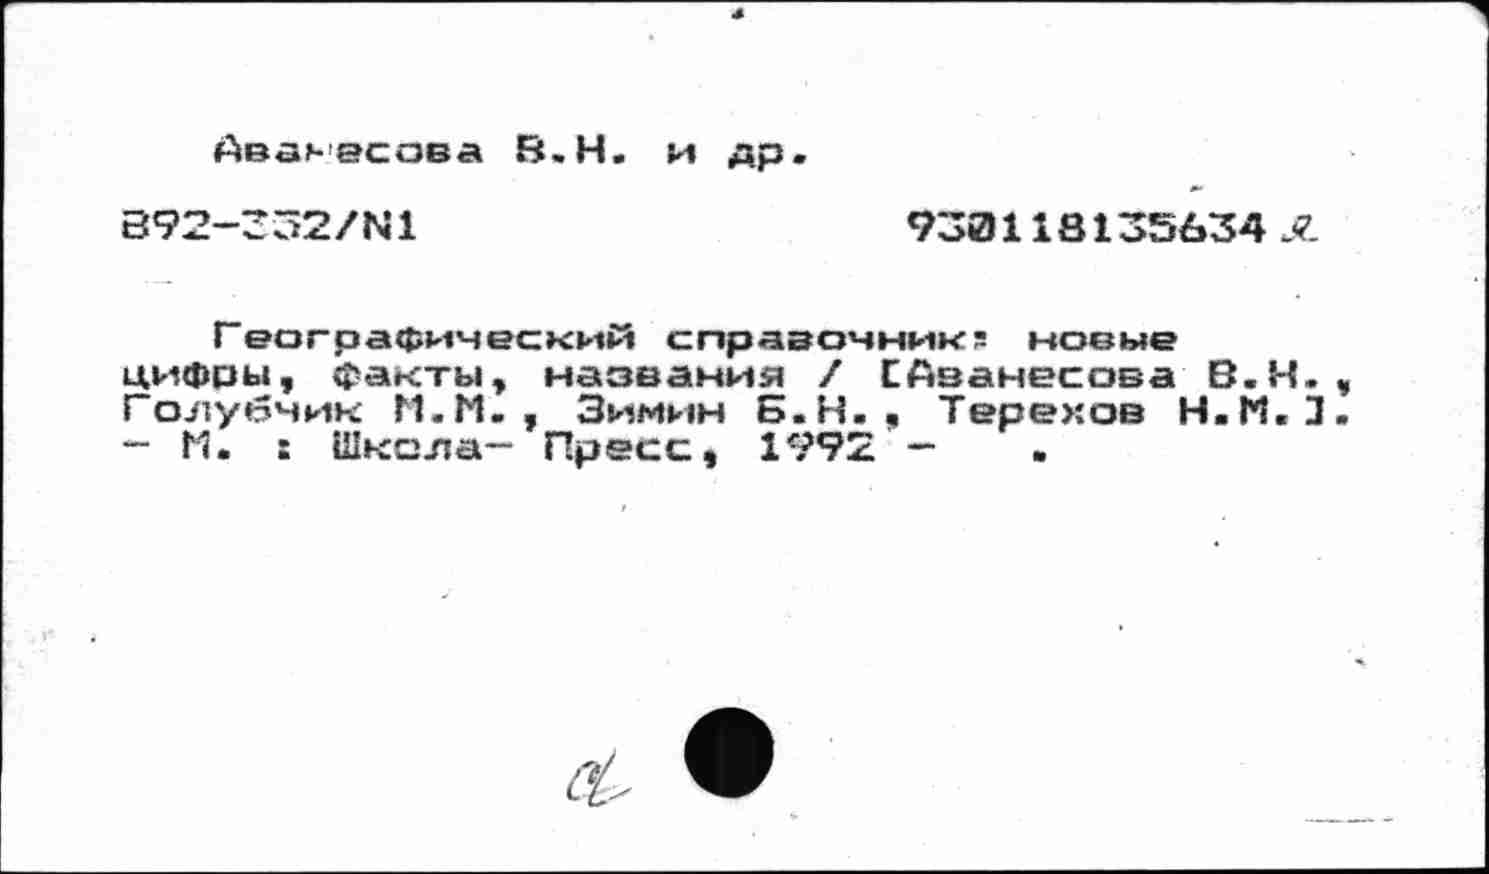 Аванесова В.Н. и др.
В92-332/N1 930118135634
Географический справочник: новые
цифры, факты, названия / [Аванесова В.Н.,
Голубчик М.М., Зимин Б.Н., Терехов Н.М.].
- М. : Школа- Пресс, 1992 - .